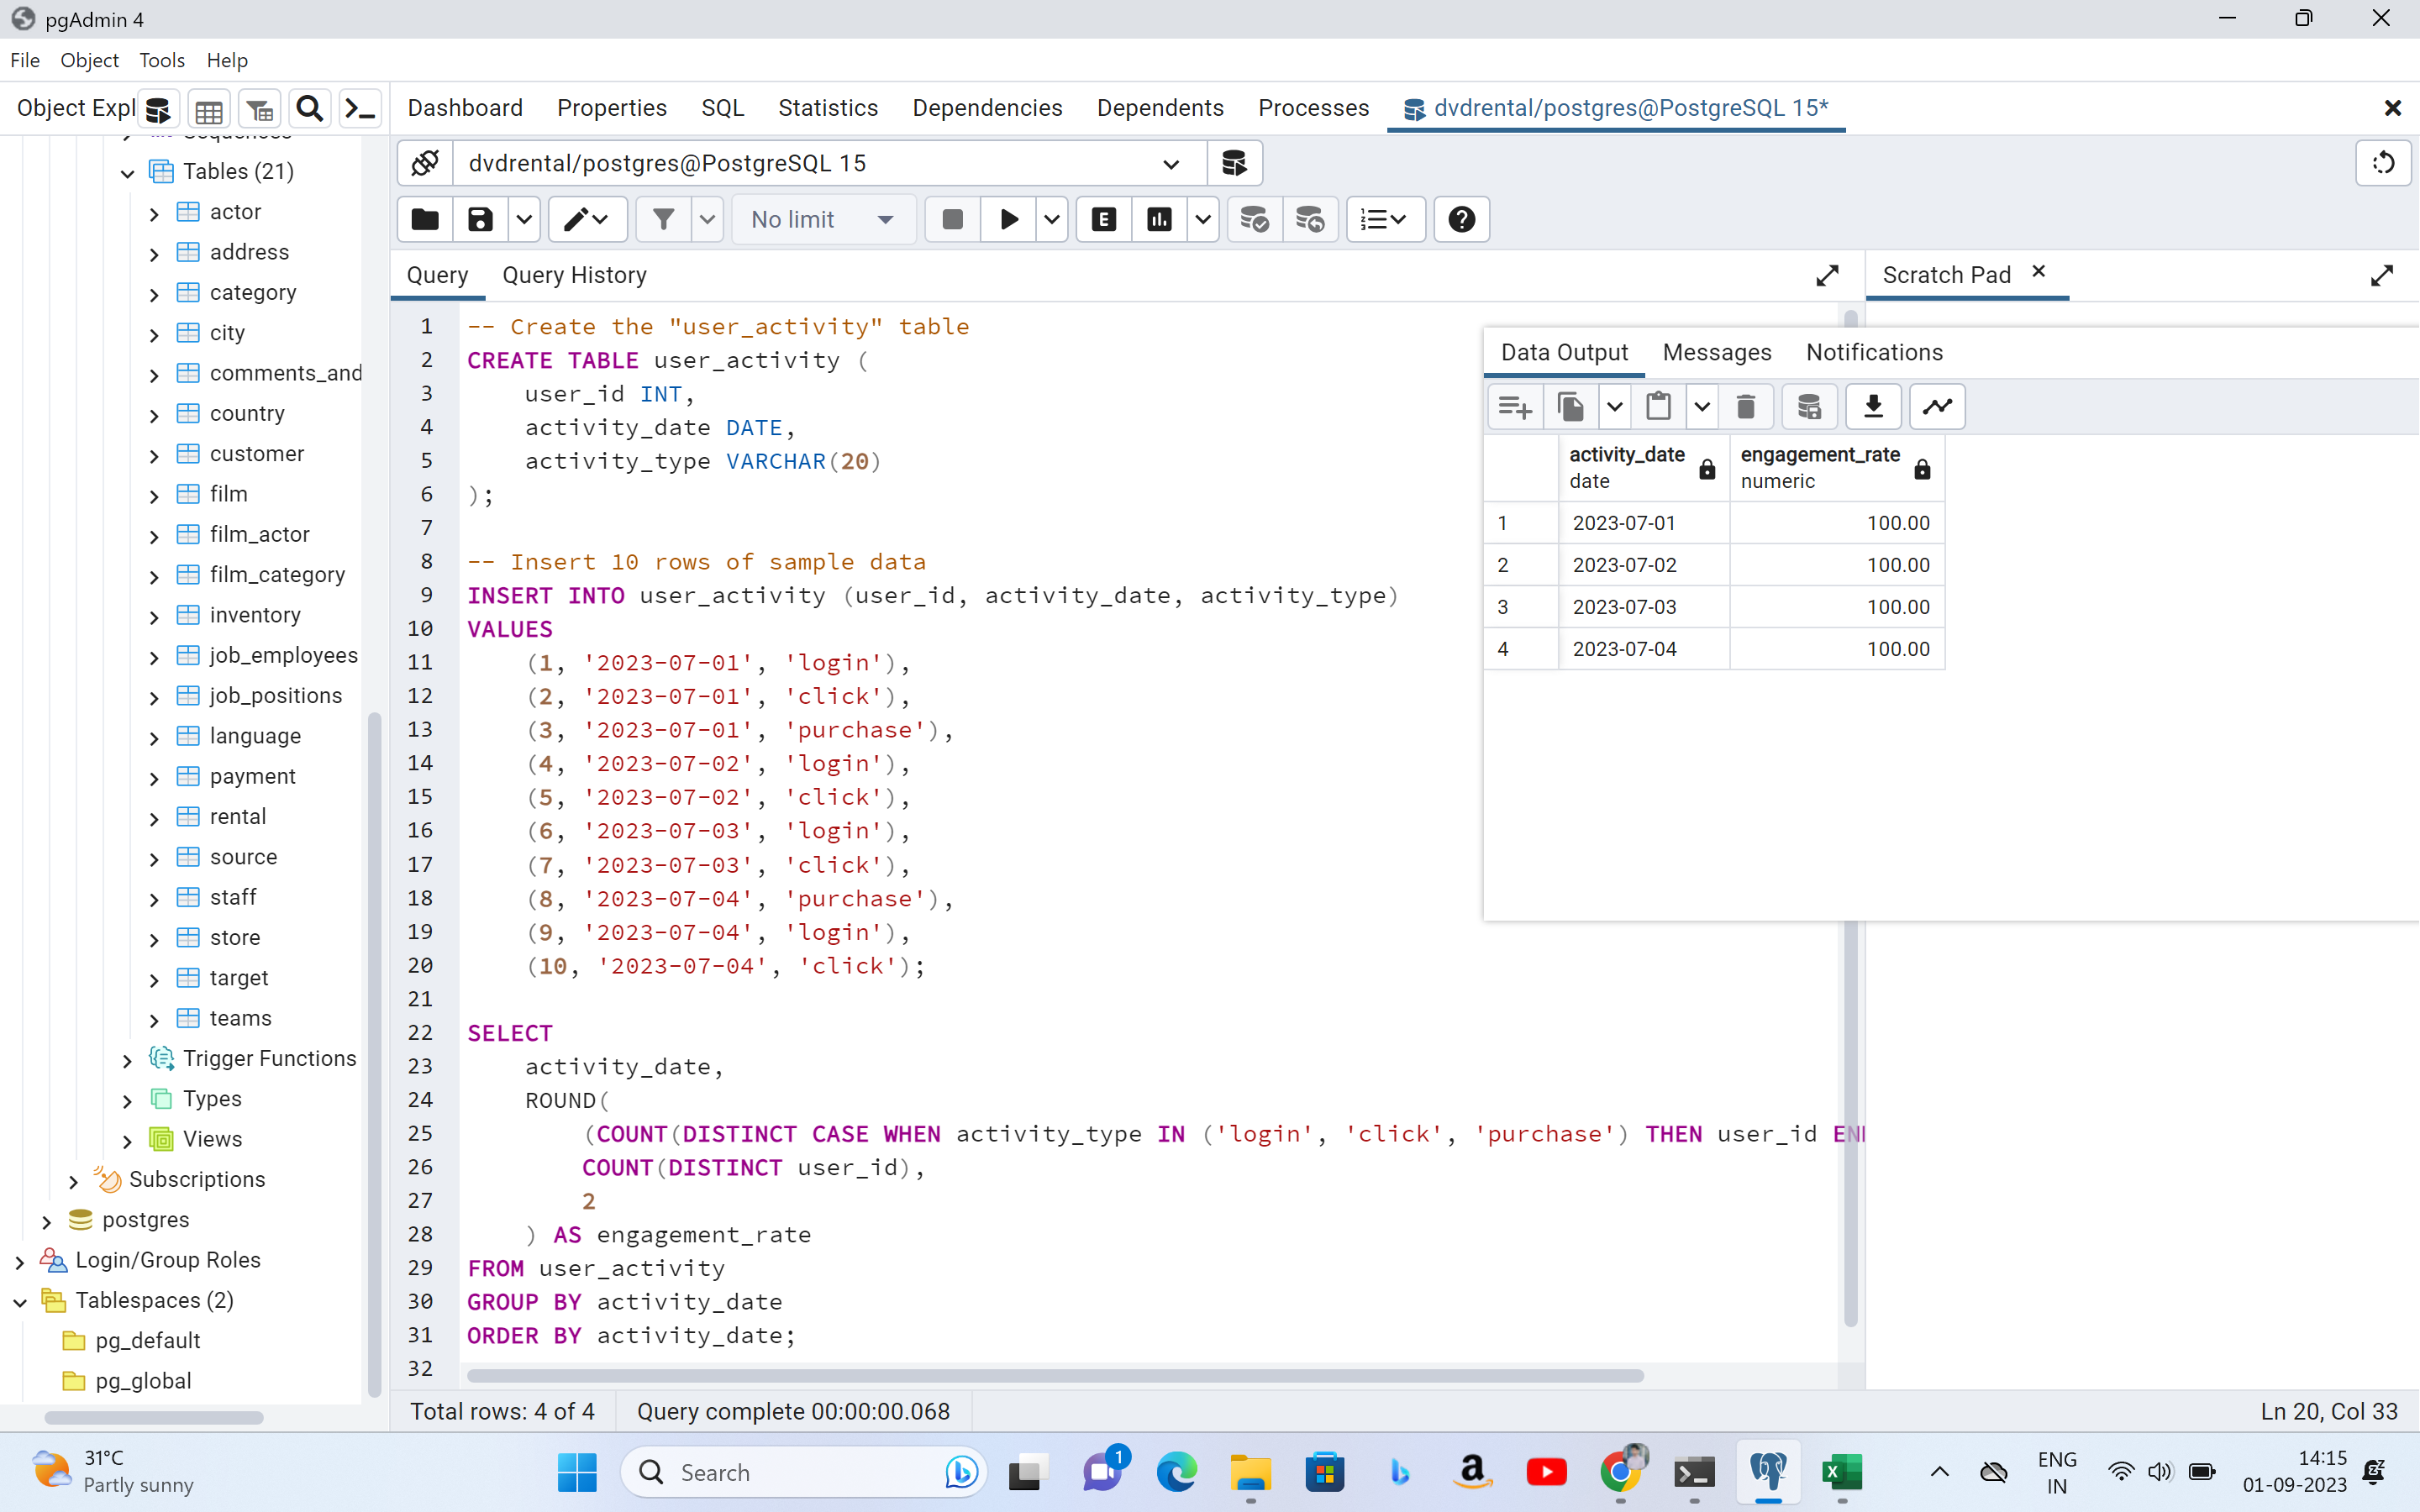 pgAdmin 4
File Object Tools Help
Object Expl
Dashboard Properties SQL Statistics Dependencies Dependents Processes dvdrental/postgres@PostgreSQL 15*
Sequences
Tables (21)
actor
address
category
city
comments_and
country
customer
film
film_actor
film_category
inventory
job_employees
job_positions
language
payment
rental
source
staff
store
target
teams
Trigger Functions
Types
Views
Subscriptions
postgres
Login/Group Roles
Tablespaces (2)
pg_default
pg_global
dvdrental/postgres@PostgreSQL 15
No limit
E
Query Query History
Scratch Pad
1 -- Create the "user_activity" table
2 CREATE TABLE user_activity (
3 user_id INT,
4 activity_date DATE,
5 activity_type VARCHAR(20)
6 );
7
8 -- Insert 10 rows of sample data
9 INSERT INTO user_activity (user_id, activity_date, activity_type)
10 VALUES
11 (1, '2023-07-01', 'login'),
12 (2, '2023-07-01', 'click'),
13 (3, '2023-07-01', 'purchase'),
14 (4, '2023-07-02', 'login'),
15 (5, '2023-07-02', 'click'),
16 (6, '2023-07-03', 'login'),
17 (7, '2023-07-03', 'click'),
18 (8, '2023-07-04', 'purchase'),
19 (9, '2023-07-04', 'login'),
20 (10, '2023-07-04', 'click');
21
22 SELECT
23 activity_date,
24 ROUND(
25 (COUNT(DISTINCT CASE WHEN activity_type IN ('login', 'click', 'purchase') THEN user_id EN
26 COUNT(DISTINCT user_id),
27 2
28 ) AS engagement_rate
29 FROM user_activity
30 GROUP BY activity_date
31 ORDER BY activity_date;
32
Data Output Messages Notifications
activity_date engagement_rate
date numeric
1 2023-07-01 100.00
2 2023-07-02 100.00
3 2023-07-03 100.00
4 2023-07-04 100.00
Total rows: 4 of 4 Query complete 00:00:00.068 Ln 20, Col 33
31°C
Partly sunny
Search
1
ENG
IN
14:15
01-09-2023